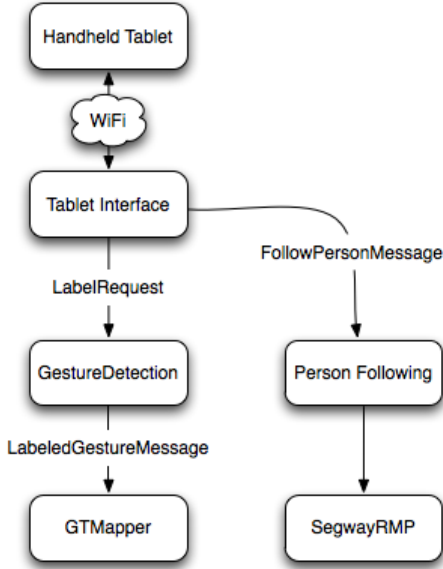 Handheld Tablet
WiFi
Tablet Interface
FollowPersonMessage
LabelRequest
GestureDetection
Person Following
LabeledGestureMessage
GTMapper
SegwayRMP